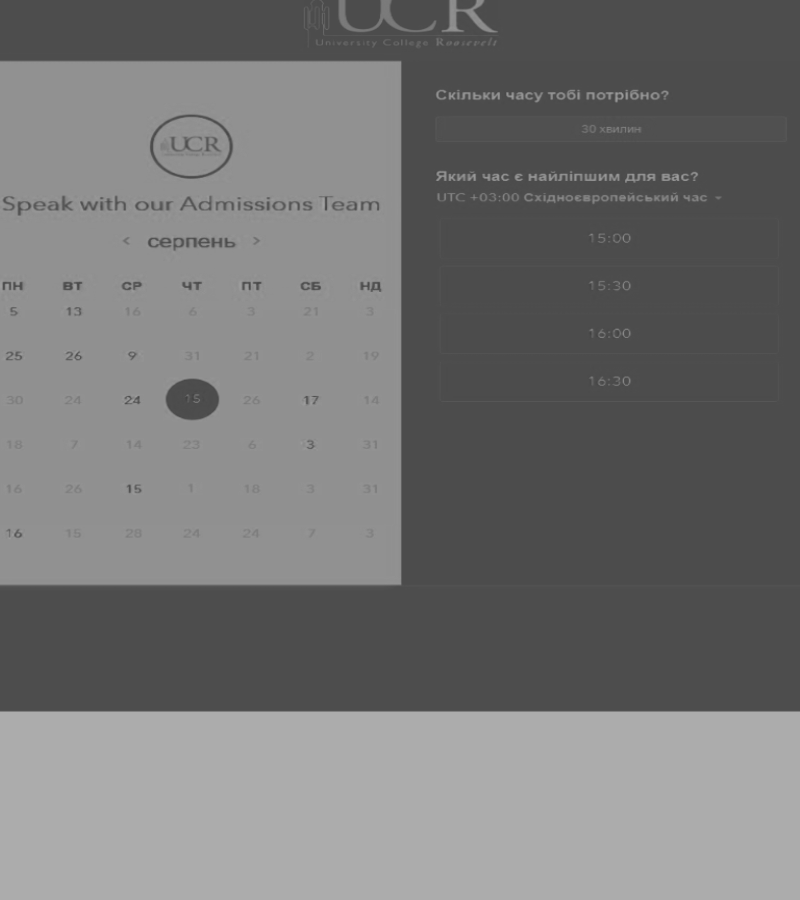 UCR
University College Roosevelt
UCR
Speak with our Admissions Team
< серпень >
ПН ВТ СР ЧТ ПТ СБ НД
5 13 16 6 3 21 3
25 26 9 31 21 2 19
30 24 24 15 26 17 14
18 7 14 23 6 3 31
16 26 15 1 18 3 31
16 15 28 24 24 7 3
Скільки часу тобі потрібно?
30 хвилин
Який час є найліпшим для вас?
UTC +03:00 Східноєвропейський час
15:00
15:30
16:00
16:30